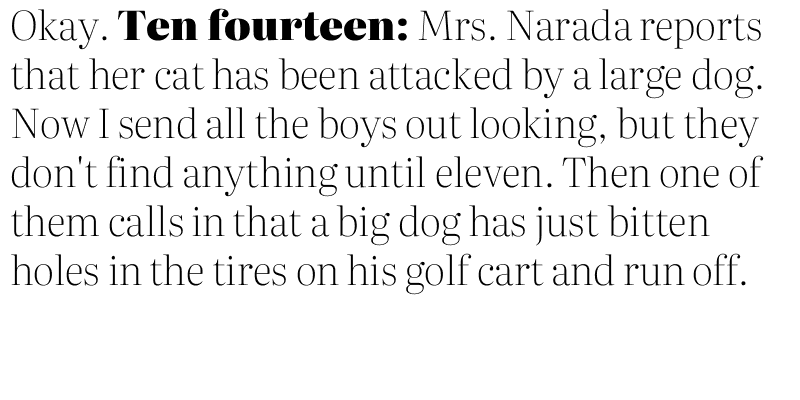 Okay. Ten fourteen: Mrs. Narada reports
that her cat has been attacked by a large dog.
Now I send all the boys out looking, but they
don't find anything until eleven. Then one of
them calls in that a big dog has just bitten
holes in the tires on his golf cart and run off.